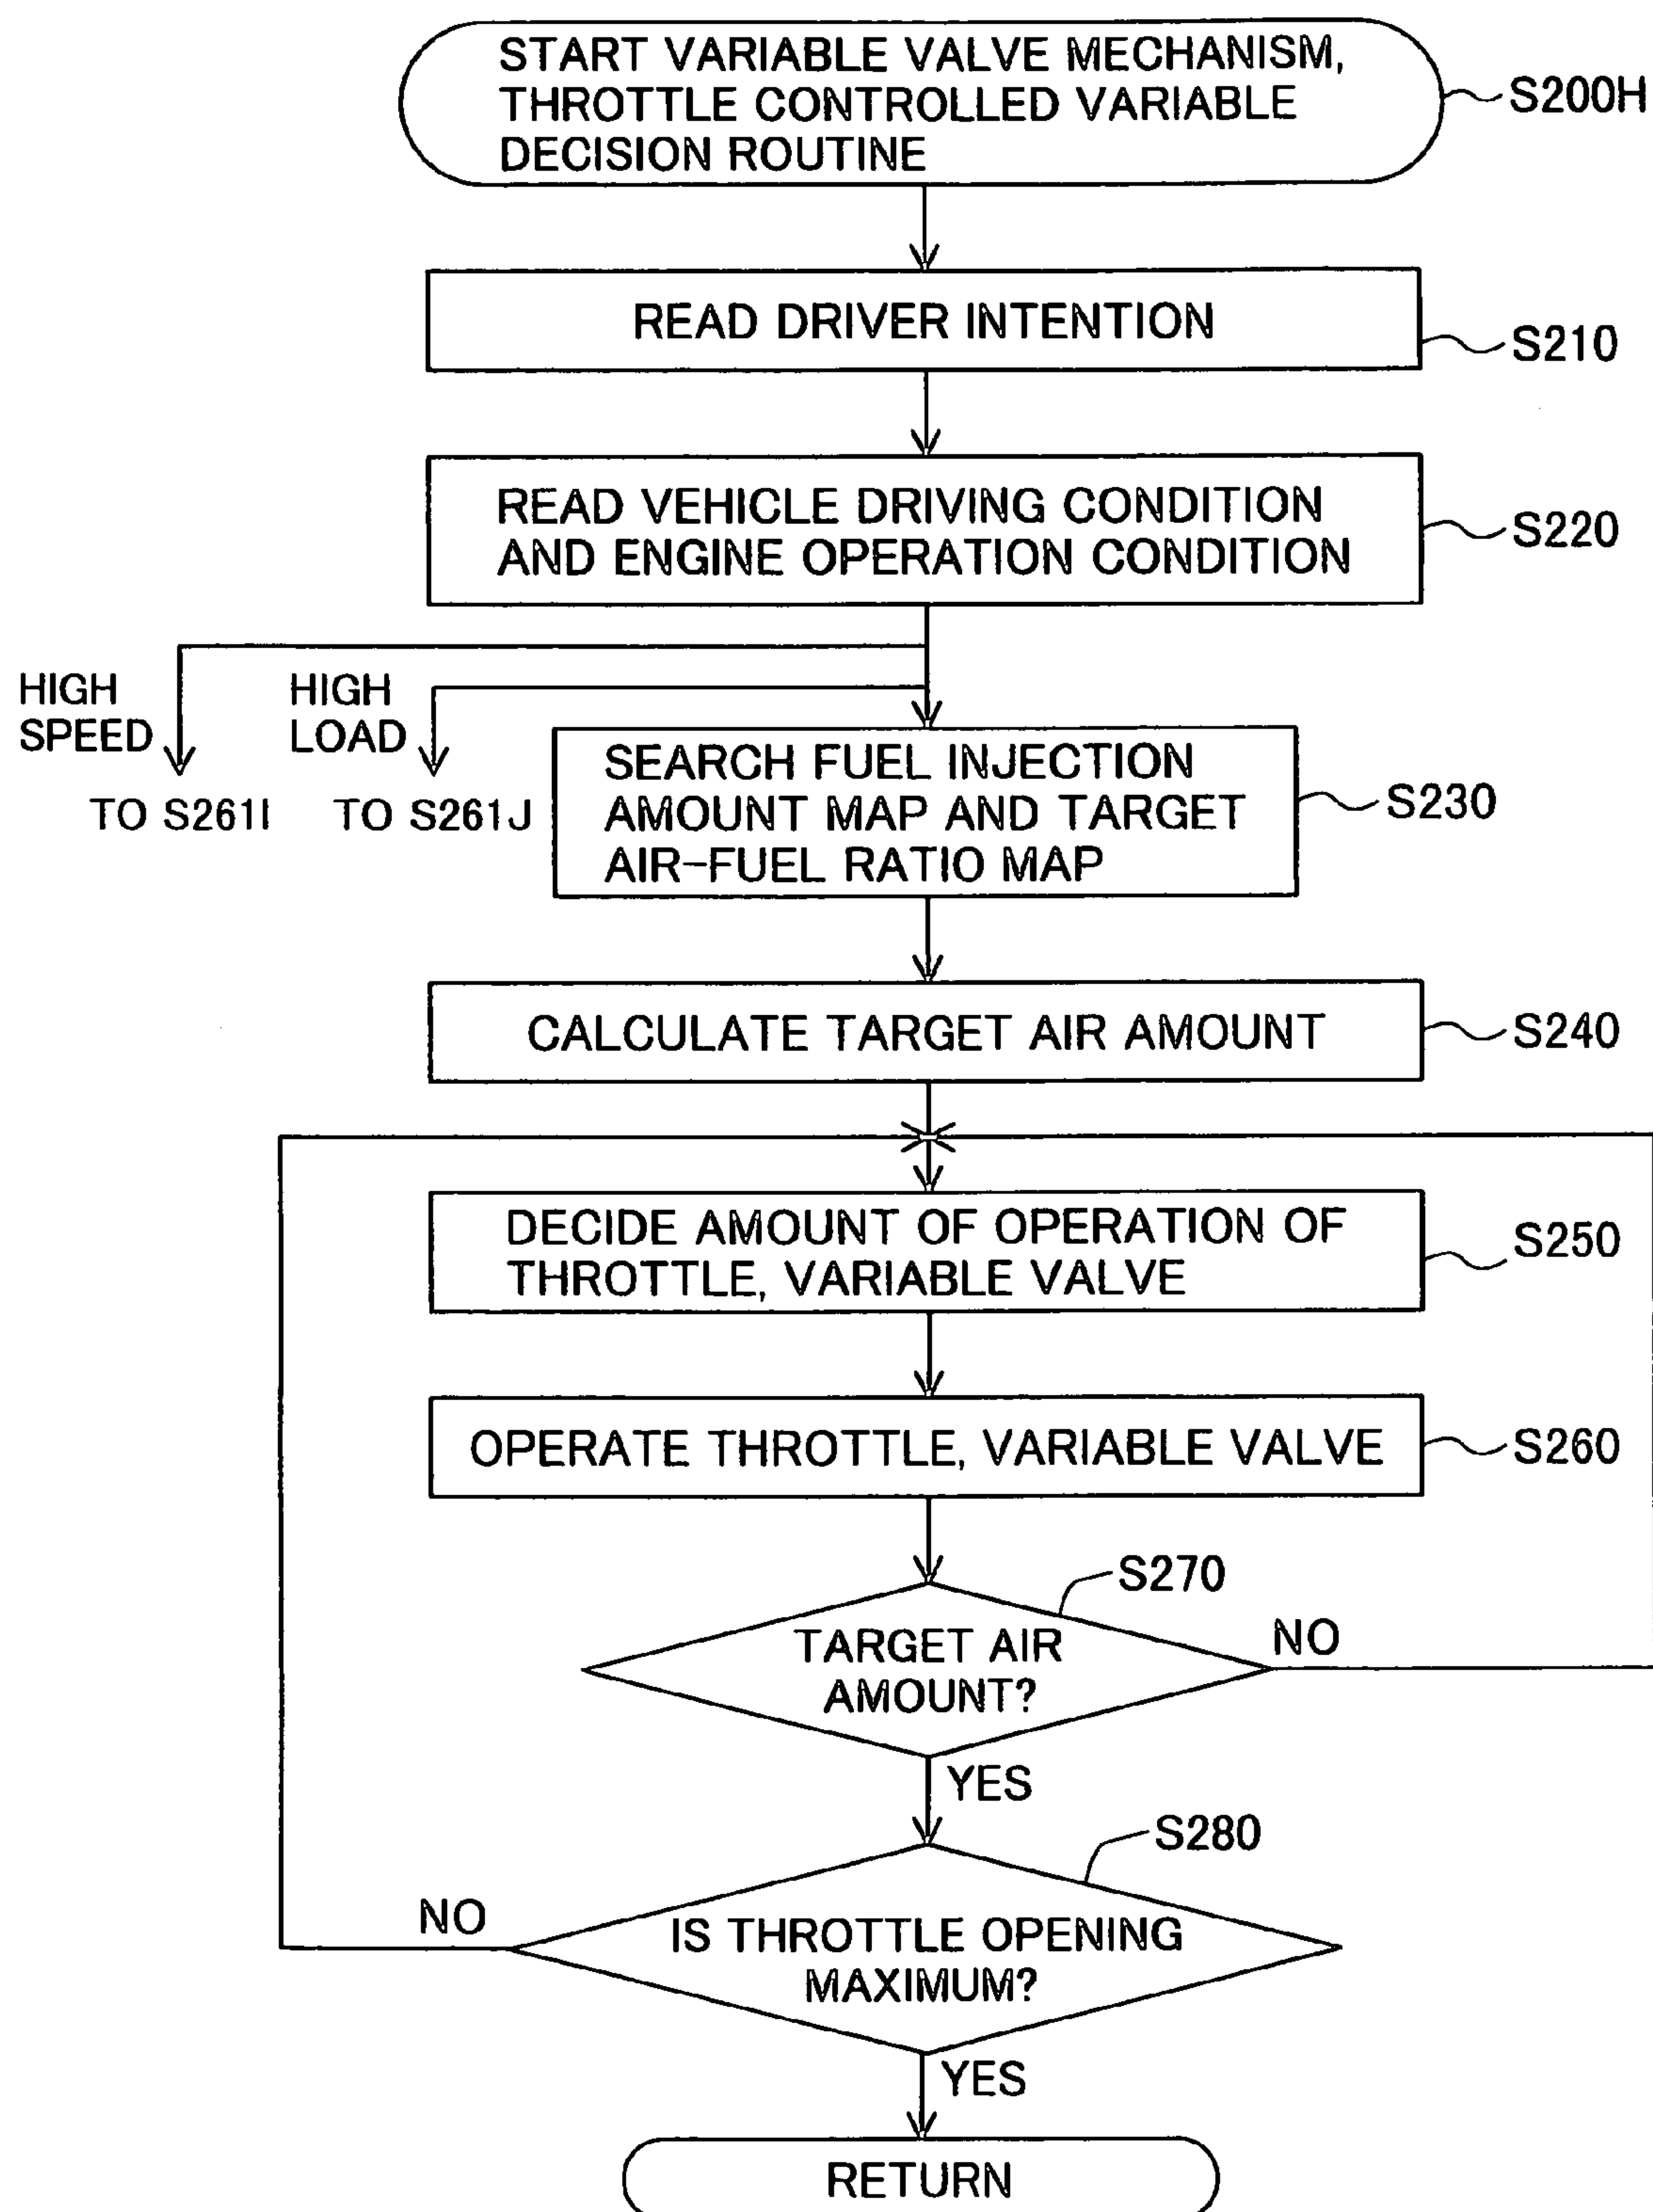 START VARIABLE VALVE MECHANISM,
THROTTLE CONTROLLED VARIABLE
DECISION ROUTINE
S200H
READ DRIVER INTENTION
S210
READ VEHICLE DRIVING CONDITION
AND ENGINE OPERATION CONDITION
S220
HIGH
SPEED
HIGH
LOAD
TO S261I
TO S261J
SEARCH FUEL INJECTION
AMOUNT MAP AND TARGET
AIR-FUEL RATIO MAP
S230
CALCULATE TARGET AIR AMOUNT
S240
DECIDE AMOUNT OF OPERATION OF
THROTTLE, VARIABLE VALVE
S250
OPERATE THROTTLE, VARIABLE VALVE
S260
S270
TARGET AIR
AMOUNT?
NO
YES
S280
NO
IS THROTTLE OPENING
MAXIMUM?
YES
RETURN